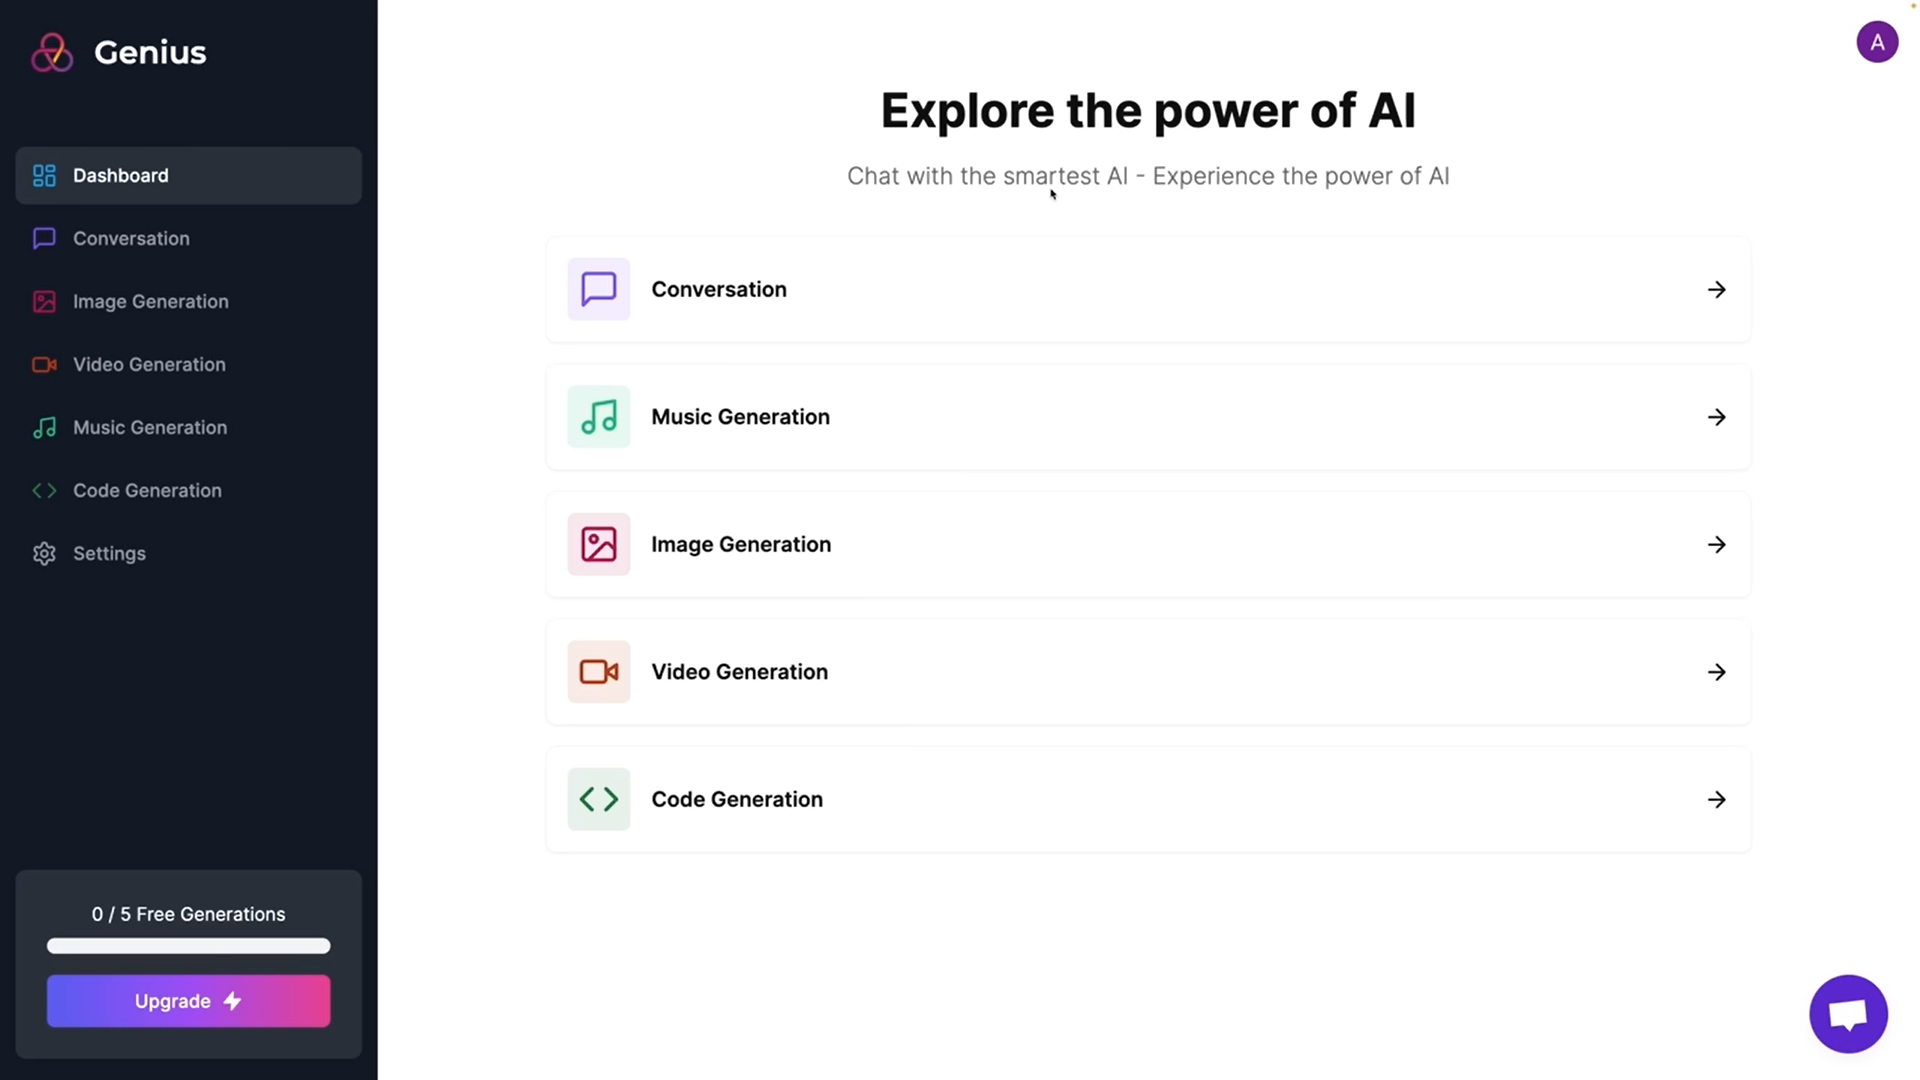 Genius
Dashboard
Conversation
Image Generation
Video Generation
Music Generation
Code Generation
Settings
0 / 5 Free Generations
Upgrade
A
Explore the power of AI
Chat with the smartest AI - Experience the power of AI
Conversation
Music Generation
Image Generation
Video Generation
Code Generation